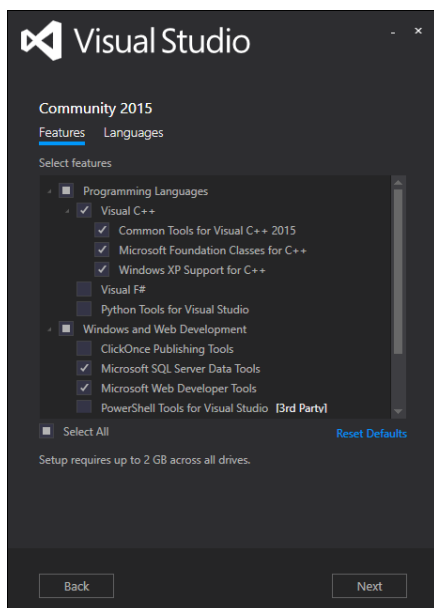 Visual Studio
Community 2015
Features Languages
Select features
Programming Languages
Visual C++
Common Tools for Visual C++ 2015
Microsoft Foundation Classes for C++
Windows XP Support for C++
Visual F#
Python Tools for Visual Studio
Windows and Web Development
ClickOnce Publishing Tools
Microsoft SQL Server Data Tools
Microsoft Web Developer Tools
PowerShell Tools for Visual Studio [3rd Party]
Select All Reset Defaults
Setup requires up to 2 GB across all drives.
Back Next